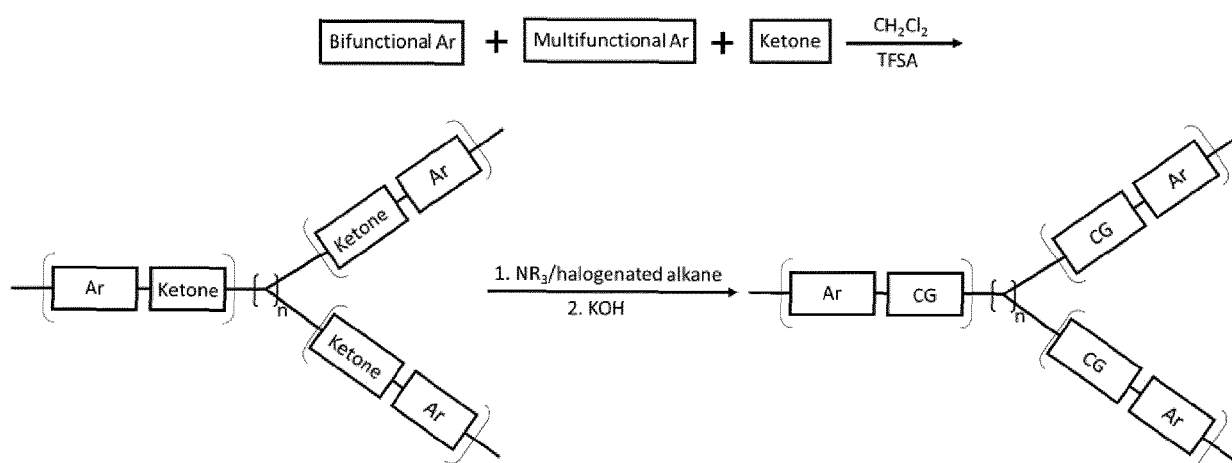 Bifunctional Ar + Multifunctional Ar + Ketone
CH₂Cl₂
TFSA
Ar Ketone n
Ketone Ar
Ketone Ar
1. NR₃/halogenated alkane
2. KOH
Ar CG n
CG Ar
CG Ar